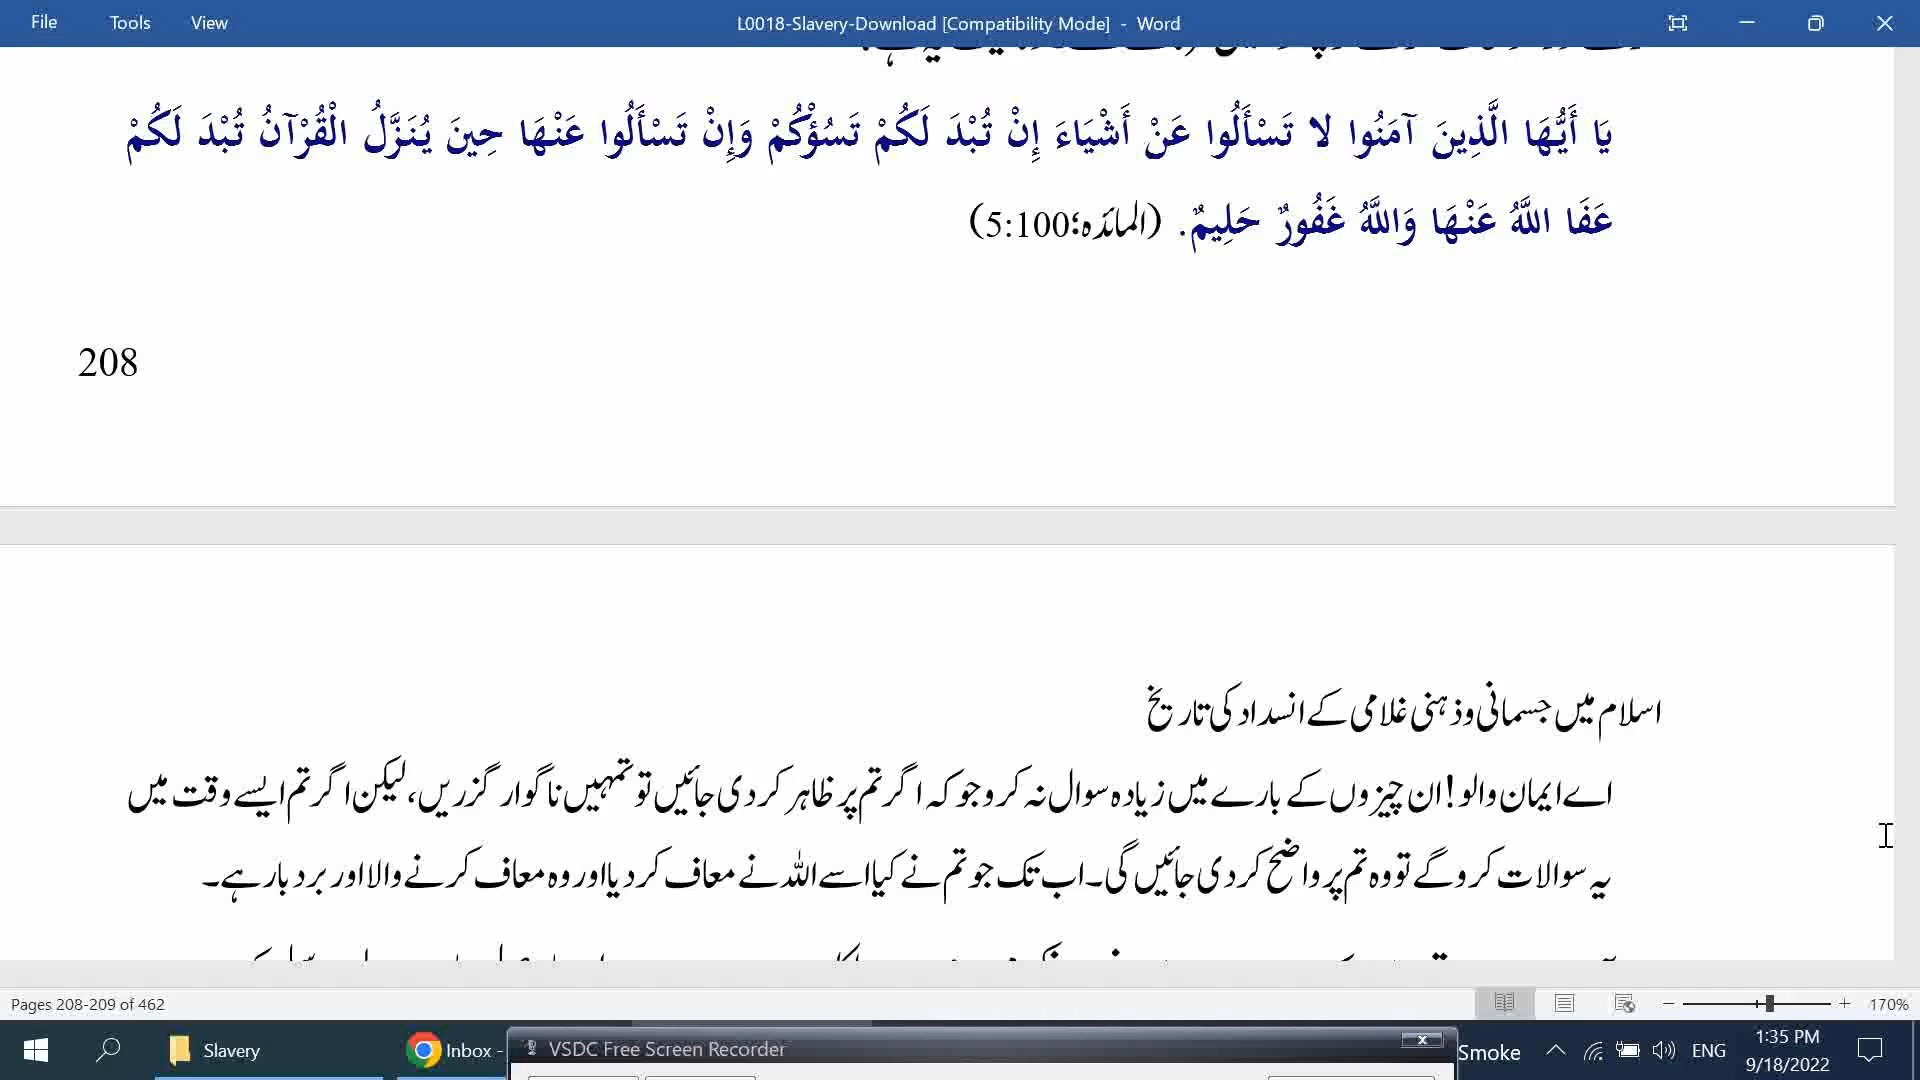 File Tools View L0018-Slavery-Download [Compatibility Mode] - Word
يَا أَيُّهَا الَّذِينَ آمَنُوا لا تَسْأَلُوا عَنْ أَشْيَاءَ إِنْ تُبْدَ لَكُمْ تَسُؤْكُمْ وَإِنْ تَسْأَلُوا عَنْهَا حِينَ يُنَزَّلُ الْقُرْآنُ تُبْدَ لَكُمْ
عَفَا اللَّهُ عَنْهَا وَاللَّهُ غَفُورٌ حَلِيمٌ. (المائدہ؛5:100)
208
اسلام میں جسمانی و ذہنی غلامی کے انسداد کی تاریخ
اے ایمان والو! ان چیزوں کے بارے میں زیادہ سوال نہ کرو جو کہ اگر تم پر ظاہر کر دی جائیں تو تمہیں ناگوار گزریں، لیکن اگر تم ایسے وقت میں
یہ سوالات کرو گے تو وہ تم پر واضح کر دی جائیں گی۔ اب تک جو تم نے کیا اسے اللہ نے معاف کر دیا اور وہ معاف کرنے والا اور بردبار ہے۔
Pages 208-209 of 462 170%
Slavery Inbox - VSDC Free Screen Recorder Smoke ENG 1:35 PM
9/18/2022